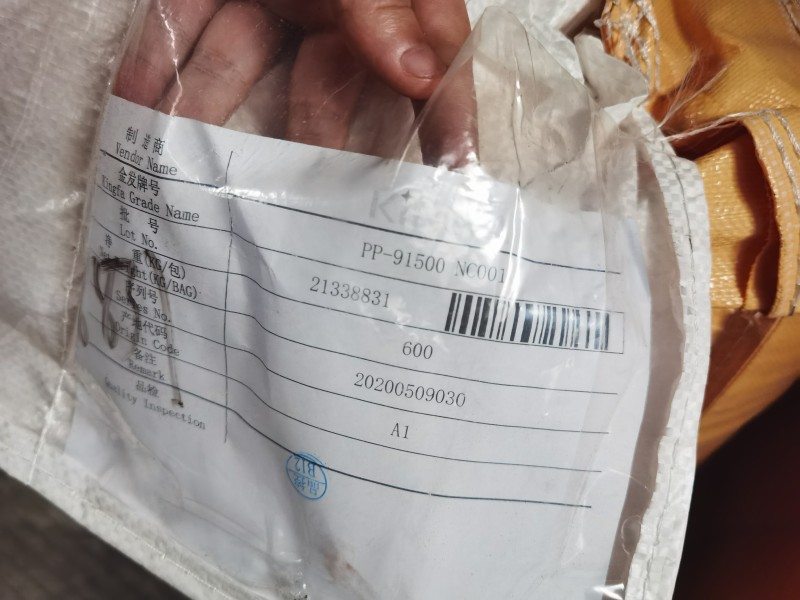 制造商
Vendor Name
金发牌号
Kingfa Grade Name
PP-91500 NC001
批 号
Lot No.
21338831
净 重(KG/包)
Net Weight(KG/BAG)
600
序列号
Series No.
20200509030
产地代码
Origin Code
A1
备注
Remark
品检
Quality Inspection
B12